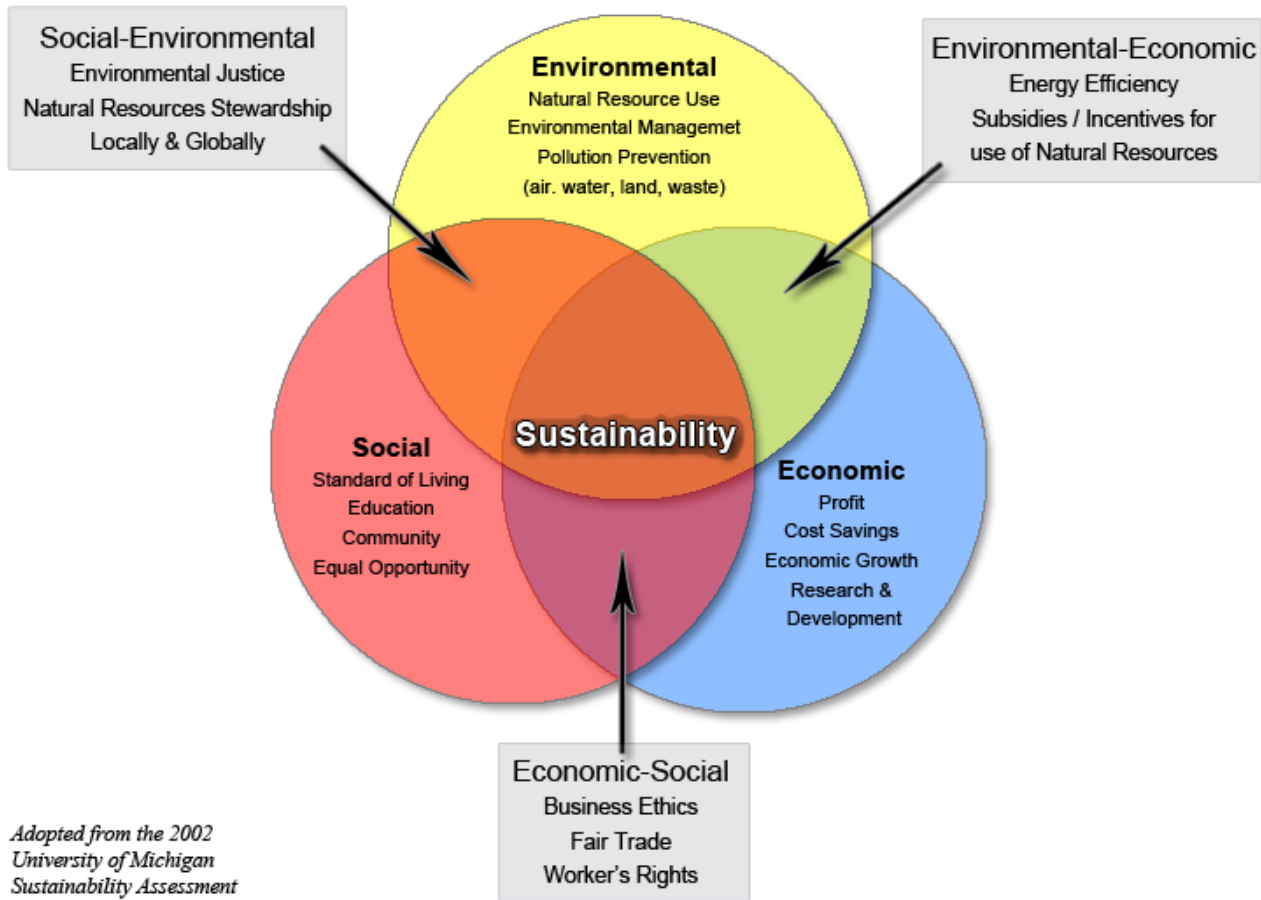 Social-Environmental
Environmental Justice
Natural Resources Stewardship
Locally & Globally
Environmental
Natural Resource Use
Environmental Managemet
Pollution Prevention
(air. water, land, waste)
Environmental-Economic
Energy Efficiency
Subsidies / Incentives for
use of Natural Resources
Sustainability
Social
Standard of Living
Education
Community
Equal Opportunity
Economic
Profit
Cost Savings
Economic Growth
Research &
Development
Economic-Social
Business Ethics
Fair Trade
Worker's Rights
Adopted from the 2002
University of Michigan
Sustainability Assessment